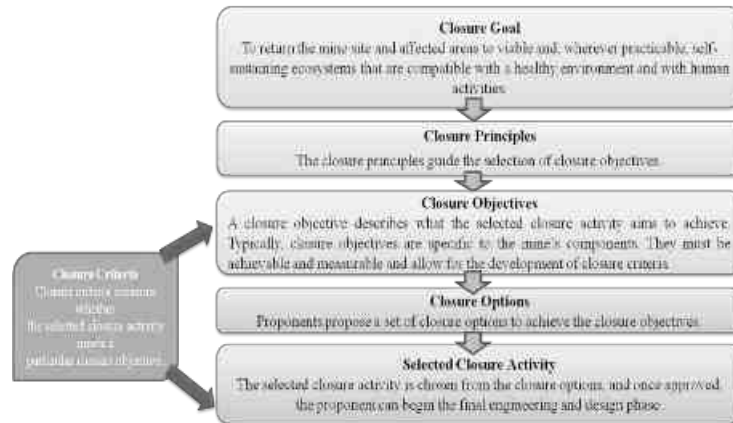 Closure Goal
To return the mine site and affected areas to viable and, wherever practicable, self-
sustaining ecosystems that are compatible with a healthy environment and with human
activities.
Closure Principles
The closure principles guide the selection of closure objectives.
Closure Objectives
A closure objective describes what the selected closure activity aims to achieve.
Typically, closure objectives are specific to the mine's components. They must be
achievable and measurable and allow for the development of closure criteria.
Closure Criteria
Closure criteria measure
whether
the selected closure activity
meets a
particular closure objective.
Closure Options
Proponents propose a set of closure options to achieve the closure objectives.
Selected Closure Activity
The selected closure activity is chosen from the closure options, and once approved,
the proponent can begin the final engineering and design phase.